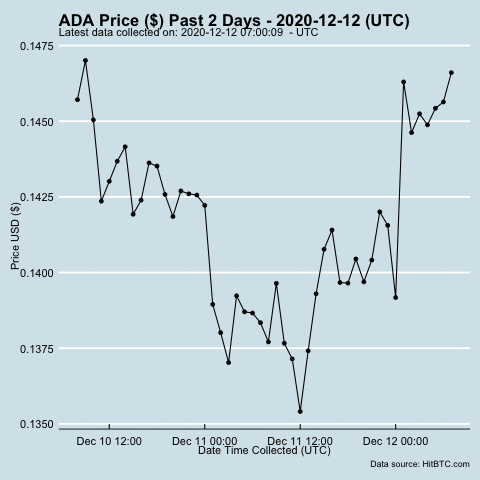 ADA Price ($) Past 2 Days - 2020-12-12 (UTC)
Latest data collected on: 2020-12-12 07:00:09 - UTC
0.1475
0.1450
0.1425
0.1400
0.1375
0.1350
Price USD ($)
Dec 10 12:00 Dec 11 00:00 Dec 11 12:00 Dec 12 00:00
Date Time Collected (UTC)
Data source: HitBTC.com